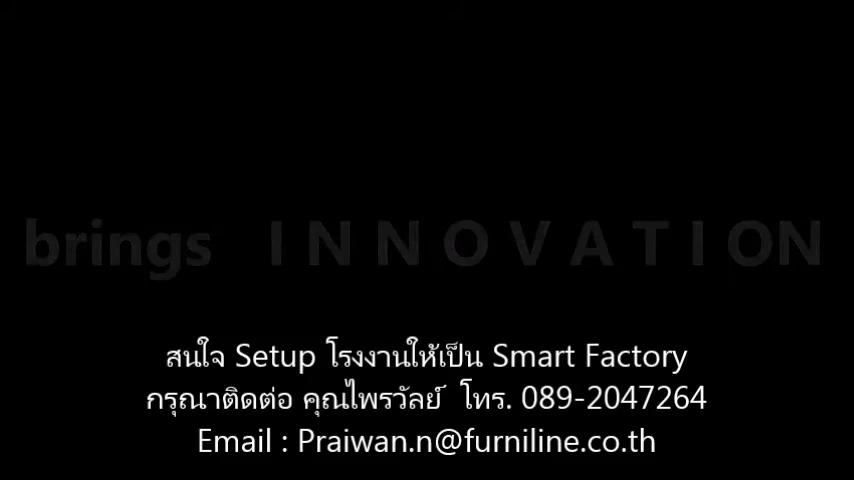 brings INNOVATION
สนใจ Setup โรงงานให้เป็น Smart Factory
กรุณาติดต่อ คุณไพรวัลย์ โทร. 089-2047264
Email : Praiwan.n@furniline.co.th